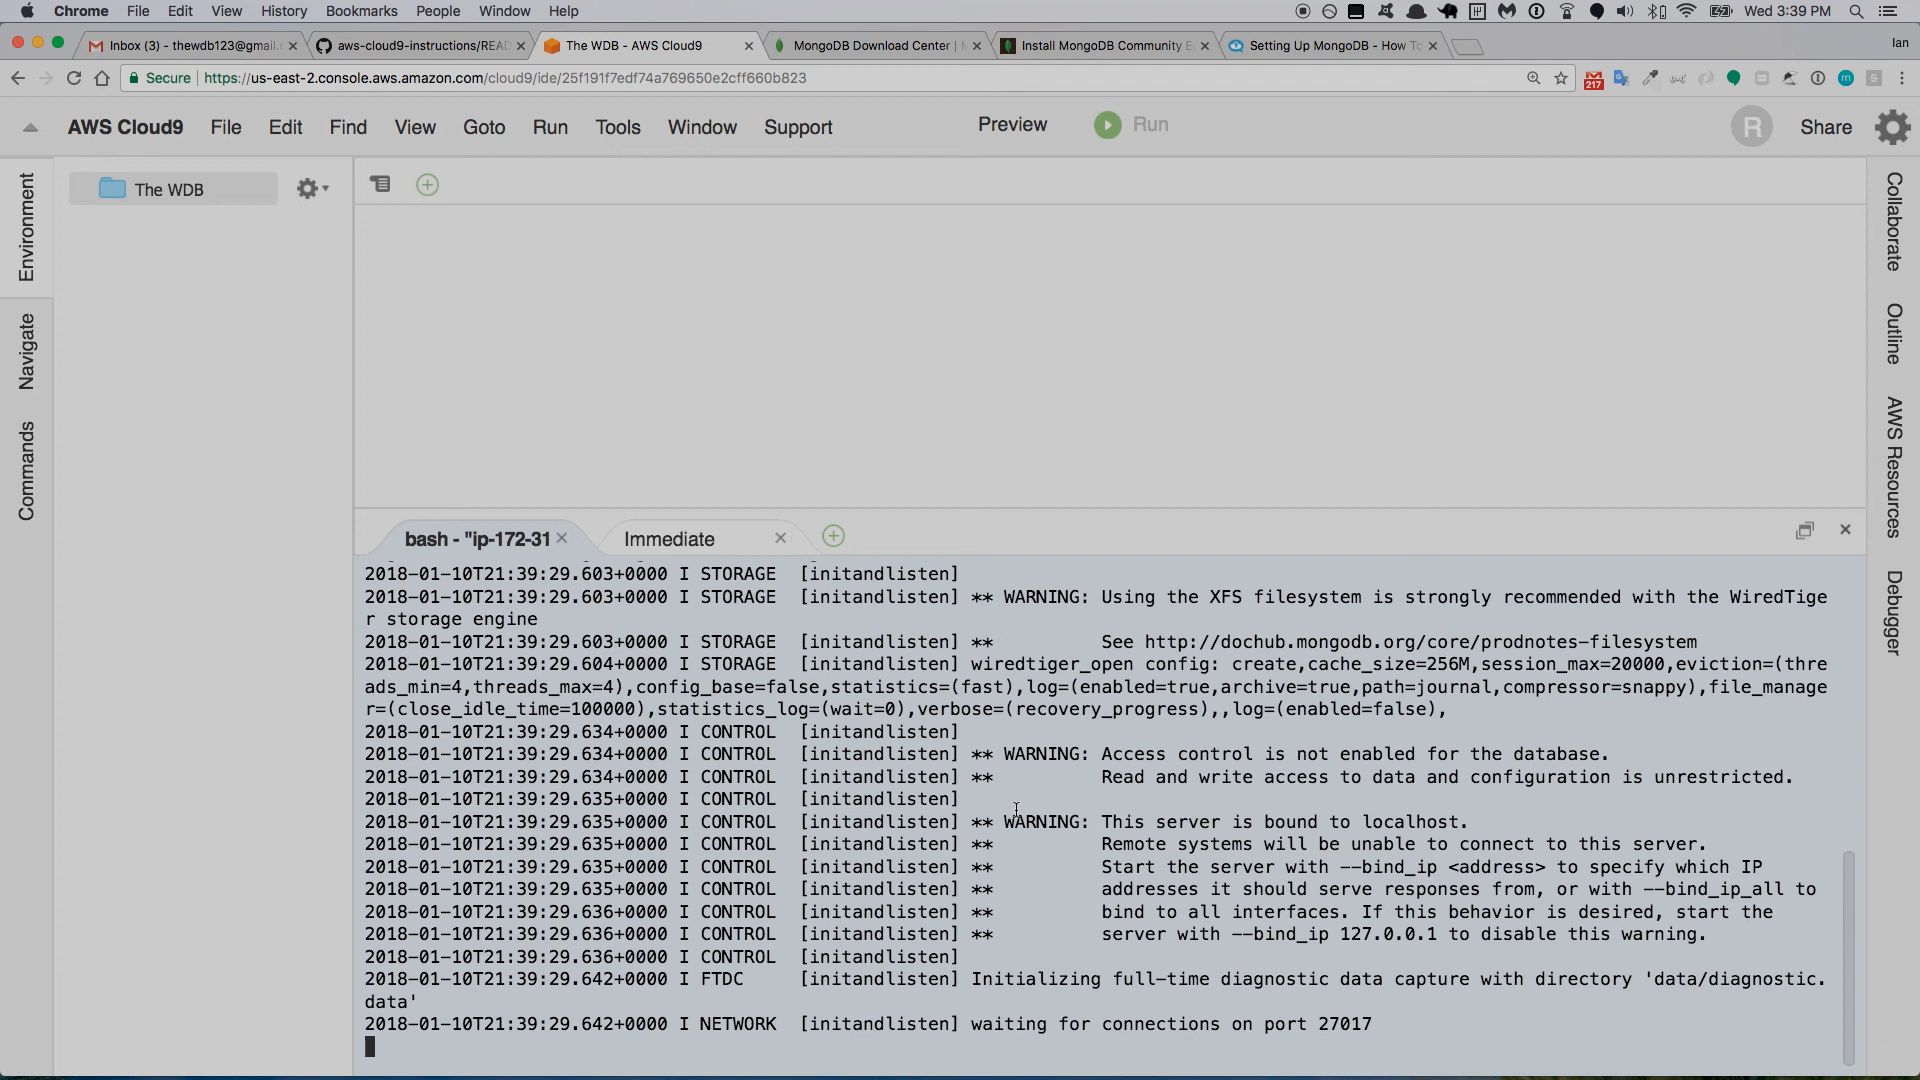 Chrome File Edit View History Bookmarks People Window Help Wed 3:39 PM
Inbox (3) - thewdb123@gmail. aws-cloud9-instructions/READ The WDB - AWS Cloud9 MongoDB Download Center | Install MongoDB Community E Setting Up MongoDB - How To Ian
Secure https://us-east-2.console.aws.amazon.com/cloud9/ide/25f191f7edf74a769650e2cff660b823 217
AWS Cloud9 File Edit Find View Goto Run Tools Window Support Preview Run R Share
Environment
Navigate
Commands
The WDB
Collaborate
Outline
AWS Resources
Debugger
bash - "ip-172-31 Immediate
2018-01-10T21:39:29.603+0000 I STORAGE [initandlisten]
2018-01-10T21:39:29.603+0000 I STORAGE [initandlisten] ** WARNING: Using the XFS filesystem is strongly recommended with the WiredTige
r storage engine
2018-01-10T21:39:29.603+0000 I STORAGE [initandlisten] ** See http://dochub.mongodb.org/core/prodnotes-filesystem
2018-01-10T21:39:29.604+0000 I STORAGE [initandlisten] wiredtiger_open config: create,cache_size=256M,session_max=20000,eviction=(thre
ads_min=4,threads_max=4),config_base=false,statistics=(fast),log=(enabled=true,archive=true,path=journal,compressor=snappy),file_manage
r=(close_idle_time=100000),statistics_log=(wait=0),verbose=(recovery_progress),,log=(enabled=false),
2018-01-10T21:39:29.634+0000 I CONTROL [initandlisten]
2018-01-10T21:39:29.634+0000 I CONTROL [initandlisten] ** WARNING: Access control is not enabled for the database.
2018-01-10T21:39:29.634+0000 I CONTROL [initandlisten] ** Read and write access to data and configuration is unrestricted.
2018-01-10T21:39:29.635+0000 I CONTROL [initandlisten]
2018-01-10T21:39:29.635+0000 I CONTROL [initandlisten] ** WARNING: This server is bound to localhost.
2018-01-10T21:39:29.635+0000 I CONTROL [initandlisten] ** Remote systems will be unable to connect to this server.
2018-01-10T21:39:29.635+0000 I CONTROL [initandlisten] ** Start the server with --bind_ip <address> to specify which IP
2018-01-10T21:39:29.635+0000 I CONTROL [initandlisten] ** addresses it should serve responses from, or with --bind_ip_all to
2018-01-10T21:39:29.636+0000 I CONTROL [initandlisten] ** bind to all interfaces. If this behavior is desired, start the
2018-01-10T21:39:29.636+0000 I CONTROL [initandlisten] ** server with --bind_ip 127.0.0.1 to disable this warning.
2018-01-10T21:39:29.636+0000 I CONTROL [initandlisten]
2018-01-10T21:39:29.642+0000 I FTDC [initandlisten] Initializing full-time diagnostic data capture with directory 'data/diagnostic.
data'
2018-01-10T21:39:29.642+0000 I NETWORK [initandlisten] waiting for connections on port 27017